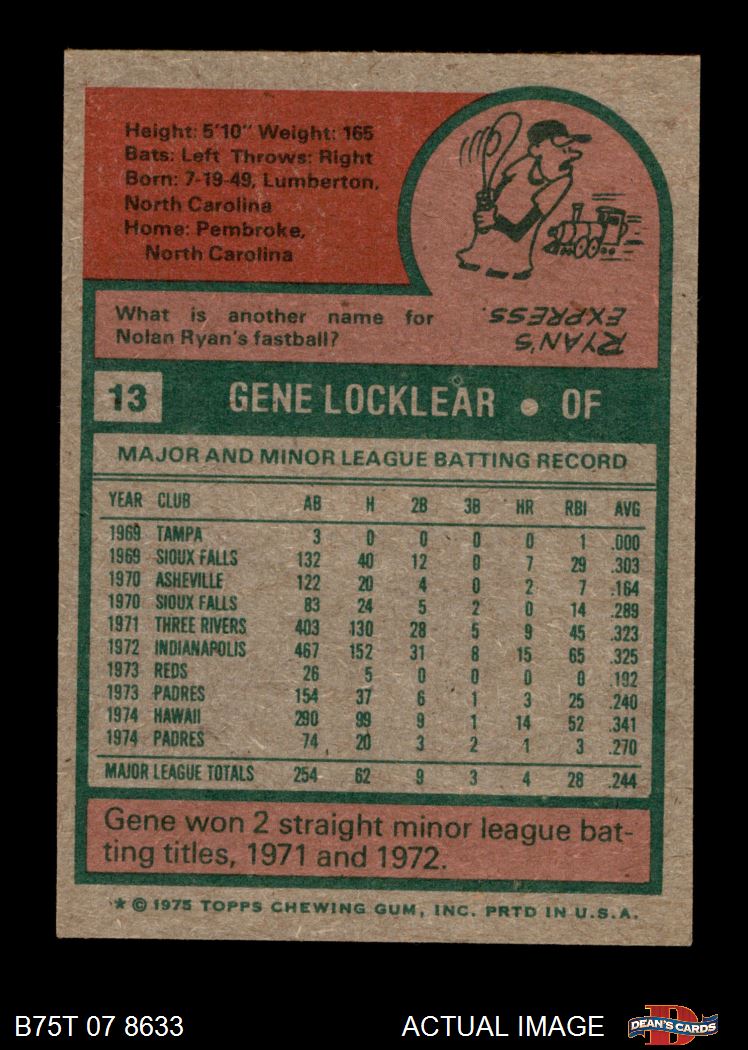 Height: 5'10" Weight: 165
Bats: Left Throws: Right
Born: 7-19-49, Lumberton,
North Carolina
Home: Pembroke,
North Carolina
What is another name for
Nolan Ryan's fastball?
RYAN'S
EXPRESS.
13 GENE LOCKLEAR • OF
MAJOR AND MINOR LEAGUE BATTING RECORD
YEAR CLUB AB H 2B 3B HR RBI AVG
1969 TAMPA 3 0 0 0 0 1 .000
1969 SIOUX FALLS 132 40 12 0 7 29 .303
1970 ASHEVILLE 122 20 4 0 2 7 .164
1970 SIOUX FALLS 83 24 5 2 0 14 .289
1971 THREE RIVERS 403 130 28 5 9 45 .323
1972 INDIANAPOLIS 467 152 31 8 15 65 .325
1973 REDS 26 5 0 0 0 0 .192
1973 PADRES 154 37 6 1 3 25 .240
1974 HAWAII 290 99 9 1 14 52 .341
1974 PADRES 74 20 3 2 1 3 .270
MAJOR LEAGUE TOTALS 254 62 9 3 4 28 .244
Gene won 2 straight minor league bat-
ting titles, 1971 and 1972.
* © 1975 TOPPS CHEWING GUM, INC. PRTD IN U.S.A.
B75T 07 8633 ACTUAL IMAGE
D
DEAN'S CARDS